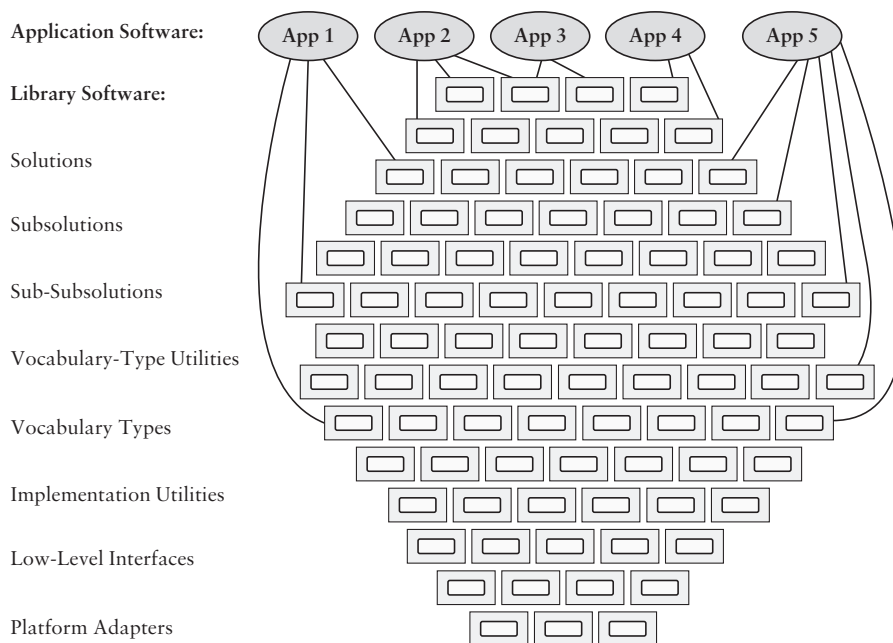 Application Software:
App 1
App 2
App 3
App 4
App 5
Library Software:
Solutions
Subsolutions
Sub-Subsolutions
Vocabulary-Type Utilities
Vocabulary Types
Implementation Utilities
Low-Level Interfaces
Platform Adapters